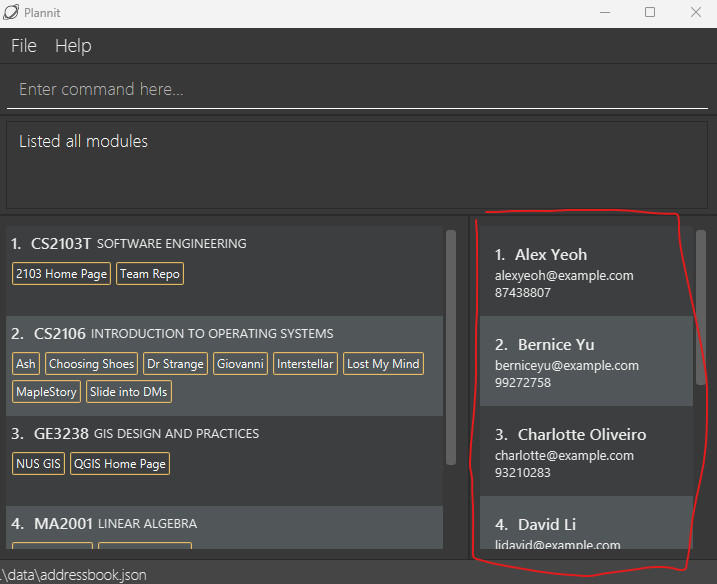 Plannit
File Help
Enter command here...
Listed all modules
1. CS2103T SOFTWARE ENGINEERING
2103 Home Page Team Repo
2. CS2106 INTRODUCTION TO OPERATING SYSTEMS
Ash Choosing Shoes Dr Strange Giovanni Interstellar Lost My Mind
MapleStory Slide into DMs
3. GE3238 GIS DESIGN AND PRACTICES
NUS GIS QGIS Home Page
4. MA2001 LINEAR ALGEBRA
1. Alex Yeoh
alexyeoh@example.com
87438807
2. Bernice Yu
berniceyu@example.com
99272758
3. Charlotte Oliveiro
charlotte@example.com
93210283
4. David Li
lidavid@example.com
.\data\addressbook.json